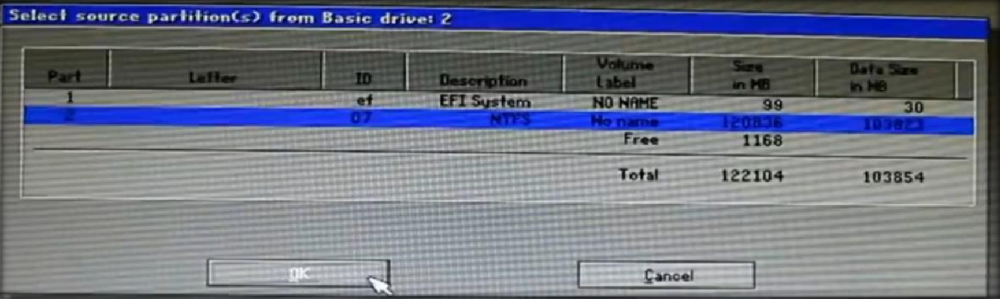 Select source partition(s) from Basic drive: 2
Part Letter ID Description Volume Label Size in MB Data Size in MB
1 ef EFI System NO NAME 99 30
2 07 NTFS No name 120836 103823
Free 1168
Total 122104 103854
OK Cancel